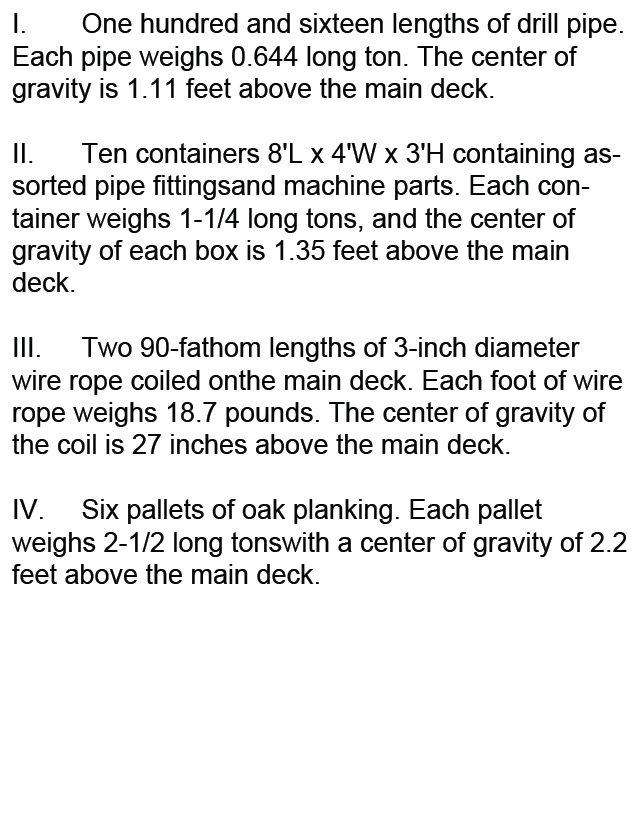 I. One hundred and sixteen lengths of drill pipe.
Each pipe weighs 0.644 long ton. The center of
gravity is 1.11 feet above the main deck.
II. Ten containers 8'L x 4'W x 3'H containing as-
sorted pipe fittingsand machine parts. Each con-
tainer weighs 1-1/4 long tons, and the center of
gravity of each box is 1.35 feet above the main
deck.
III. Two 90-fathom lengths of 3-inch diameter
wire rope coiled onthe main deck. Each foot of wire
rope weighs 18.7 pounds. The center of gravity of
the coil is 27 inches above the main deck.
IV. Six pallets of oak planking. Each pallet
weighs 2-1/2 long tonswith a center of gravity of 2.2
feet above the main deck.